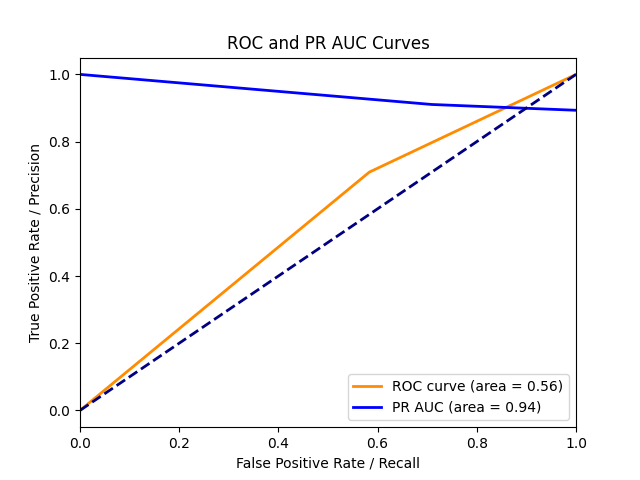 ROC and PR AUC Curves
True Positive Rate / Precision
1.0
0.8
0.6
0.4
0.2
0.0
ROC curve (area = 0.56)
PR AUC (area = 0.94)
0.0 0.2 0.4 0.6 0.8 1.0
False Positive Rate / Recall